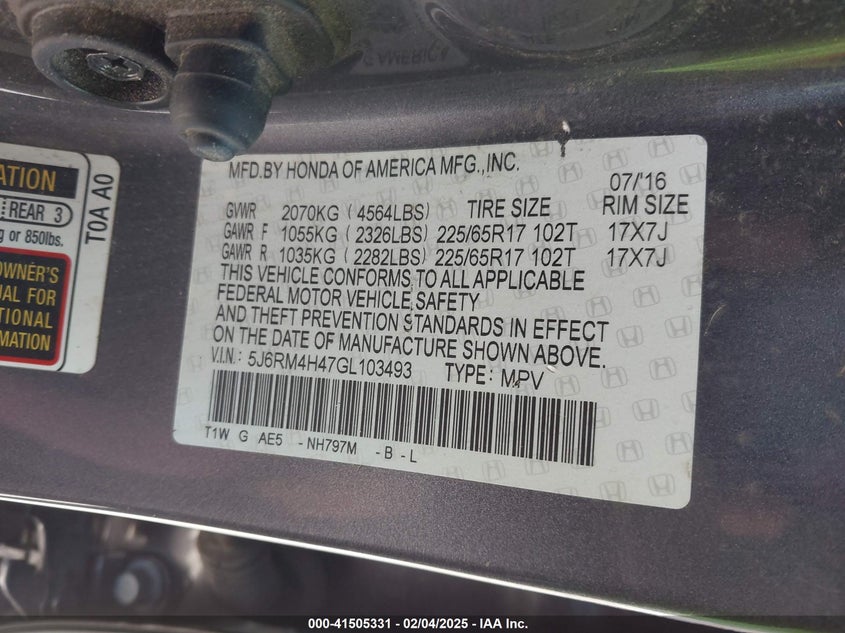 AMERICA
ATION
REAR 3
g or 850lbs.
T0A A0
OWNER'S
UAL FOR
TIONAL
RMATION
MFD.BY HONDA OF AMERICA MFG.,INC.
07/'16
GVWR 2070KG (4564LBS) TIRE SIZE RIM SIZE
GAWR F 1055KG (2326LBS) 225/65R17 102T 17X7J
GAWR R 1035KG (2282LBS) 225/65R17 102T 17X7J
THIS VEHICLE CONFORMS TO ALL APPLICABLE
FEDERAL MOTOR VEHICLE SAFETY
AND THEFT PREVENTION STANDARDS IN EFFECT
ON THE DATE OF MANUFACTURE SHOWN ABOVE.
V.I.N.: 5J6RM4H47GL103493 TYPE: MPV
T1W G AE5 - NH797M - B - L
000-41505331 - 02/04/2025 - IAA Inc.